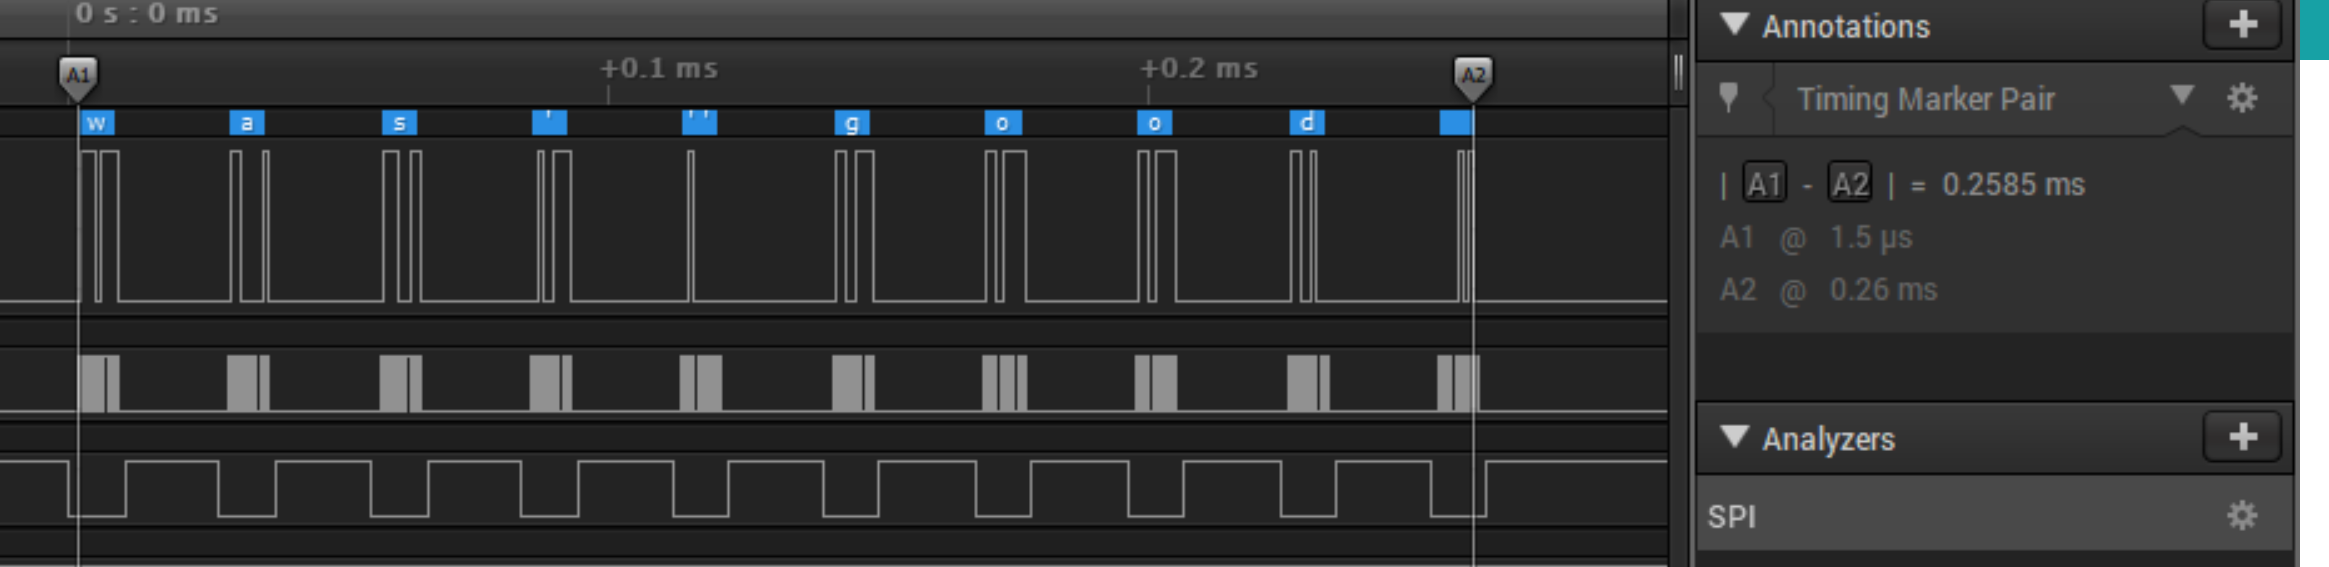 0 s : 0 ms
+0.1 ms +0.2 ms
A1 A2
w a s ' ' ' g o o d
Annotations +
Timing Marker Pair
| A1 - A2 | = 0.2585 ms
A1 @ 1.5 µs
A2 @ 0.26 ms
Analyzers +
SPI